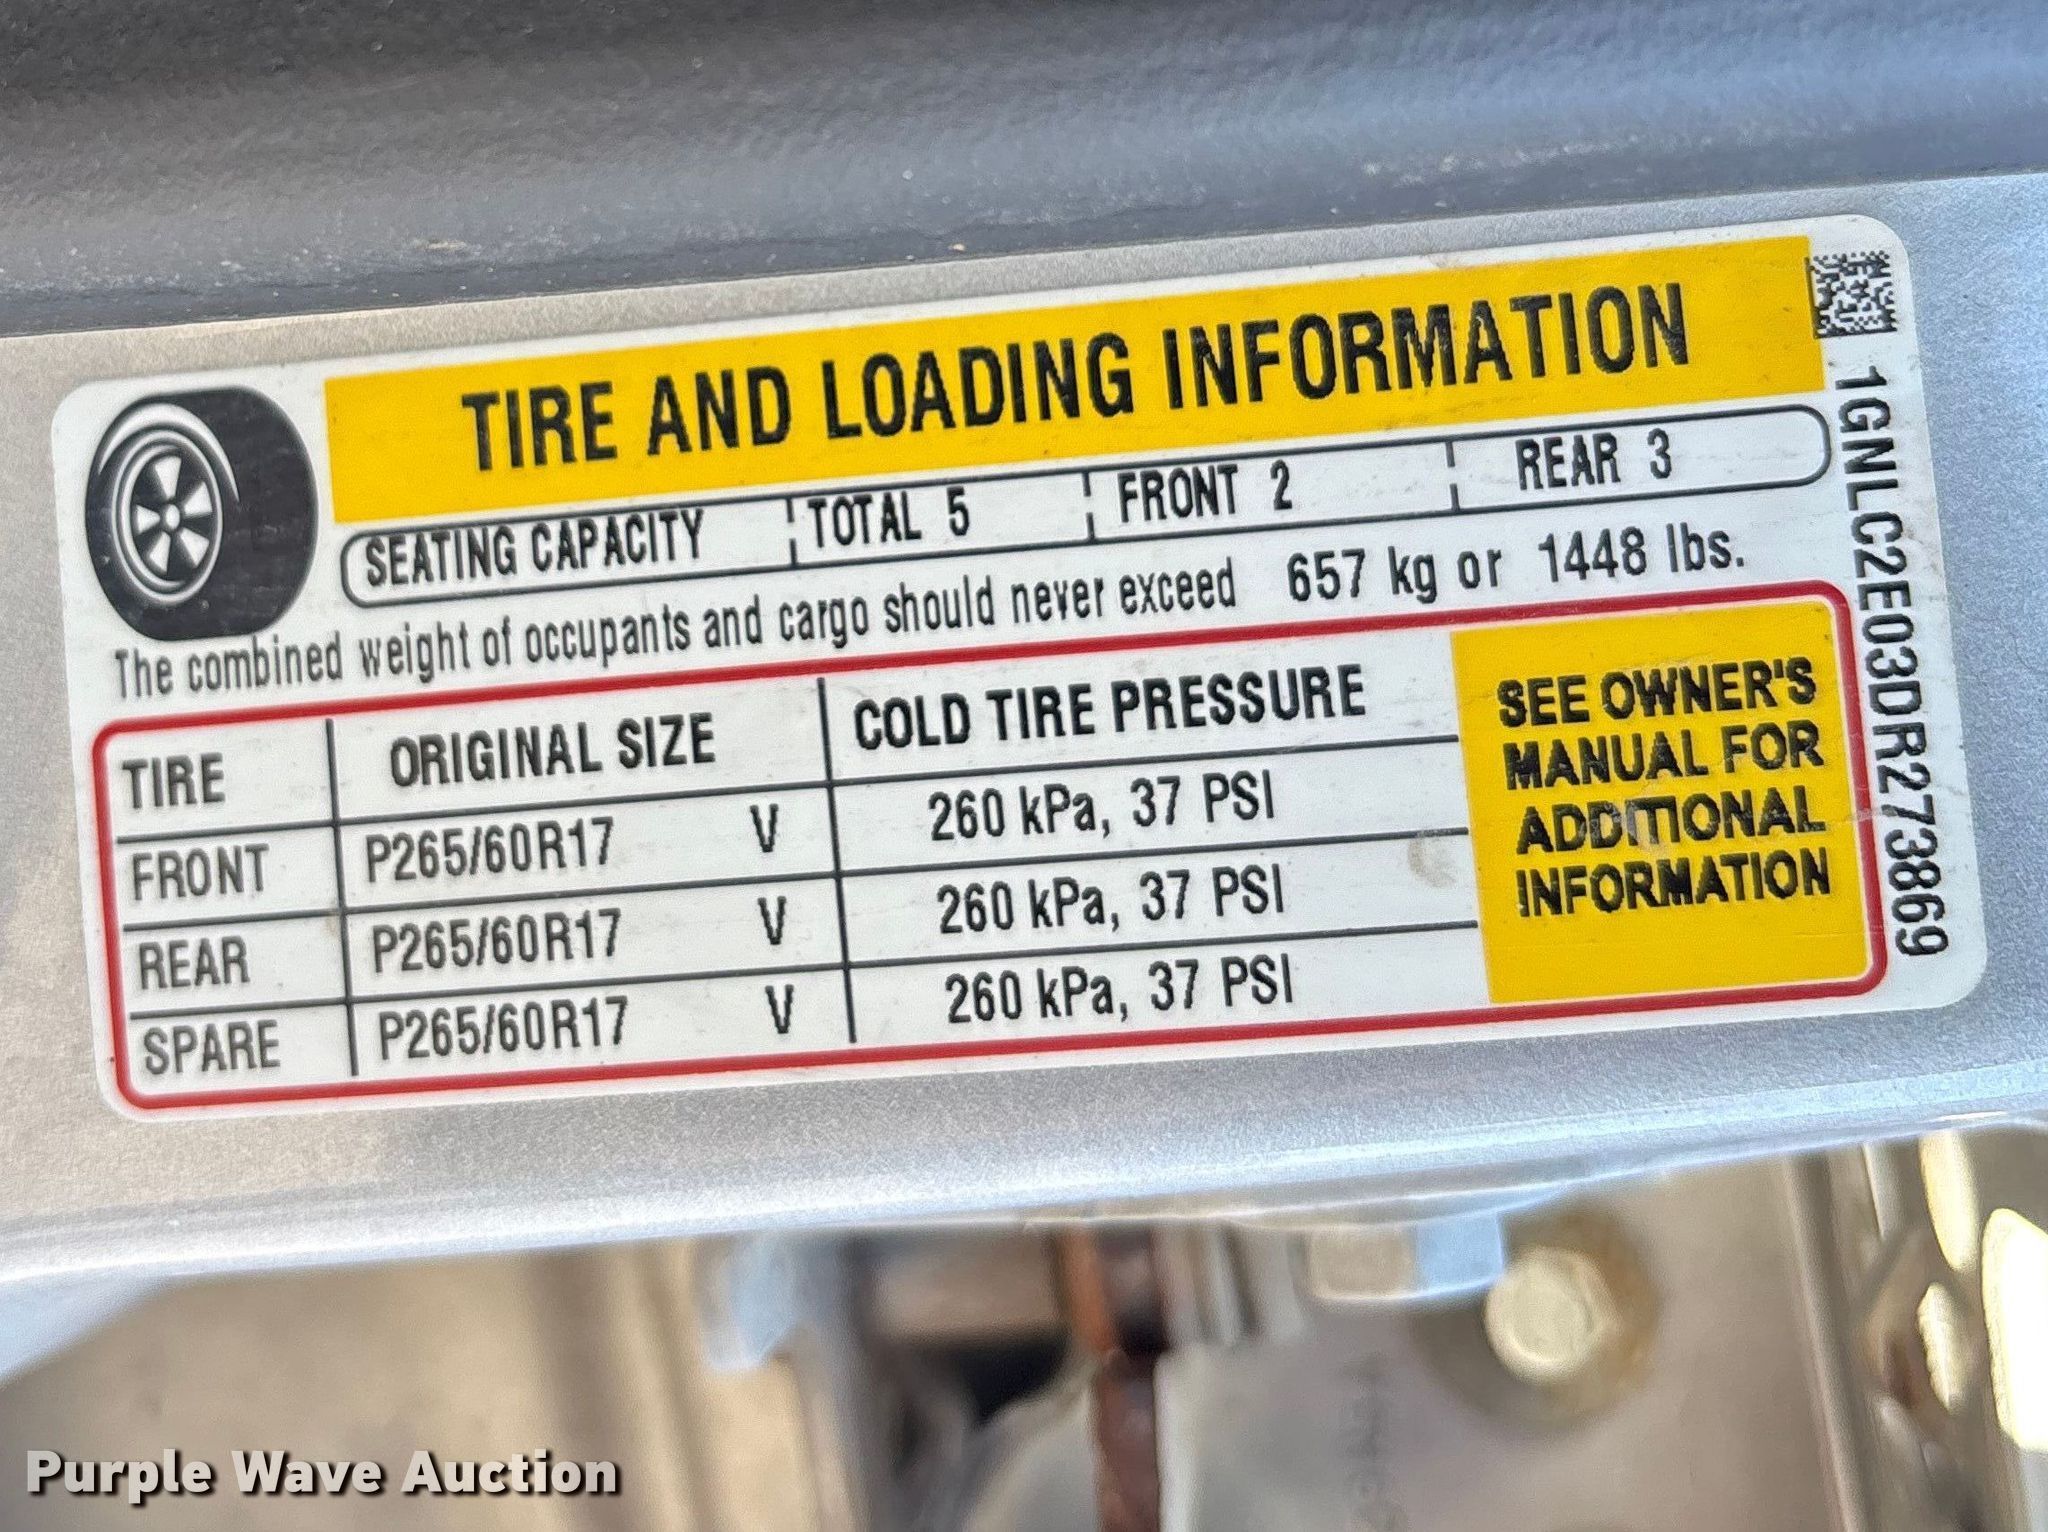 TIRE AND LOADING INFORMATION
SEATING CAPACITY TOTAL 5 FRONT 2 REAR 3
The combined weight of occupants and cargo should never exceed 657 kg or 1448 lbs.
TIRE ORIGINAL SIZE COLD TIRE PRESSURE
FRONT P265/60R17 V 260 kPa, 37 PSI
REAR P265/60R17 V 260 kPa, 37 PSI
SPARE P265/60R17 V 260 kPa, 37 PSI
SEE OWNER'S
MANUAL FOR
ADDITIONAL
INFORMATION
1GNLC2E03DR273869
Purple Wave Auction